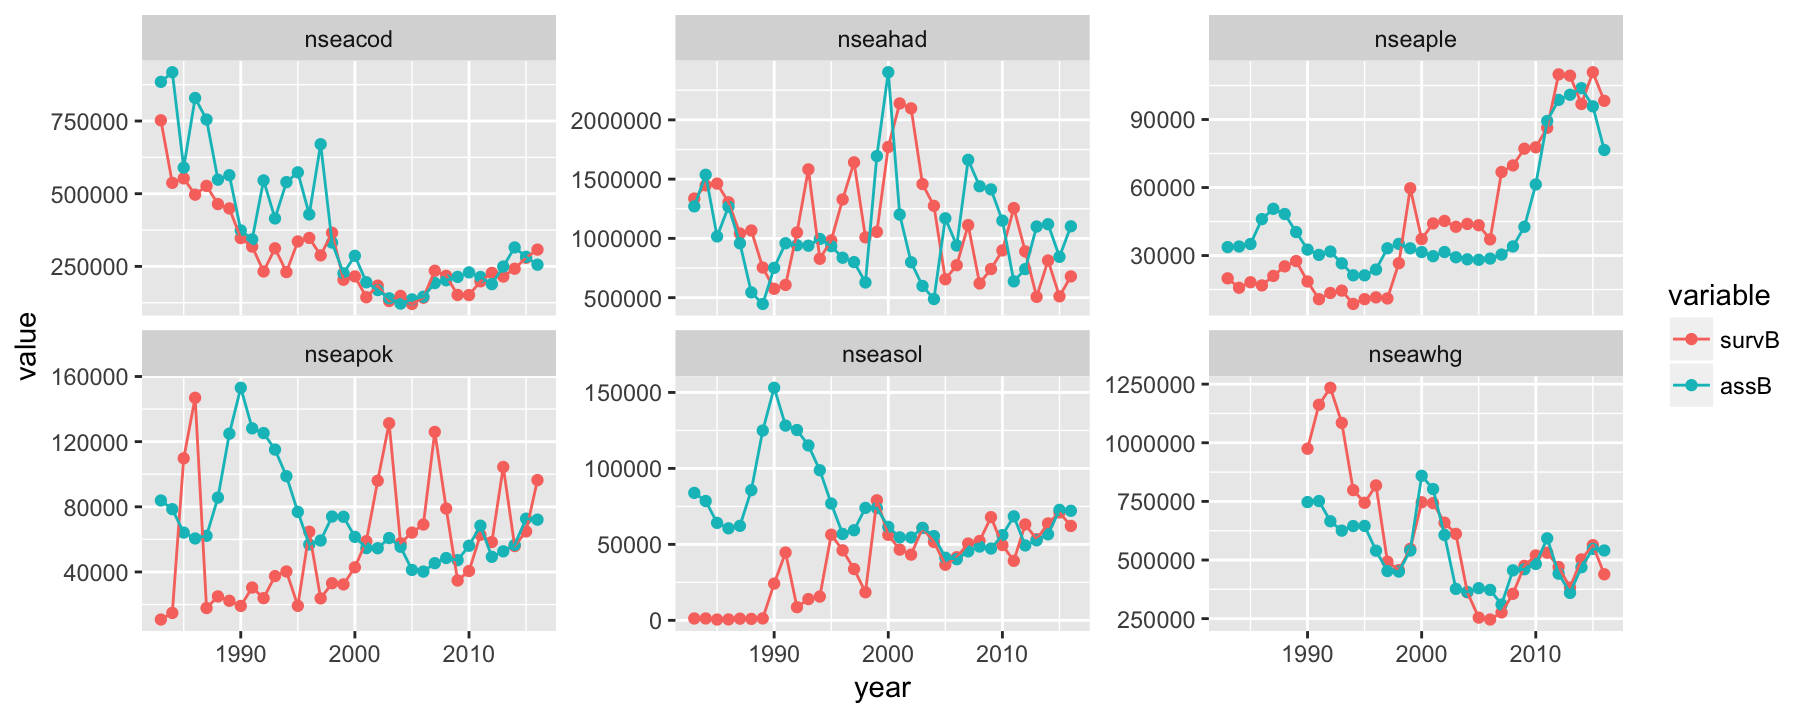 nseacod
nseahad
nseaple
750000
500000
250000
2000000
1500000
1000000
500000
90000
60000
30000
value
nseapok
nseasol
nseawhg
160000
120000
80000
40000
150000
100000
50000
0
1250000
1000000
750000
500000
250000
1990 2000 2010
1990 2000 2010
1990 2000 2010
year
variable
survB
assB